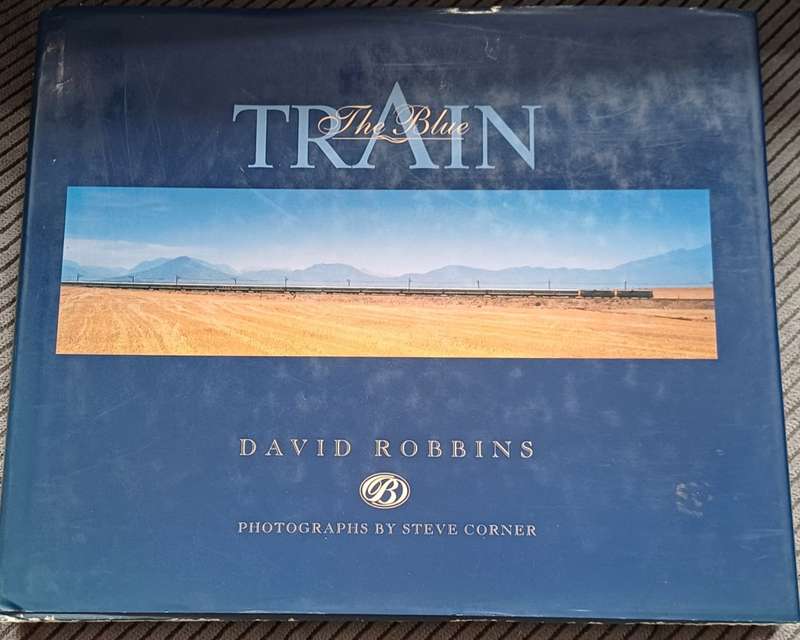 The Blue
TRAIN
DAVID ROBBINS
B
PHOTOGRAPHS BY STEVE CORNER